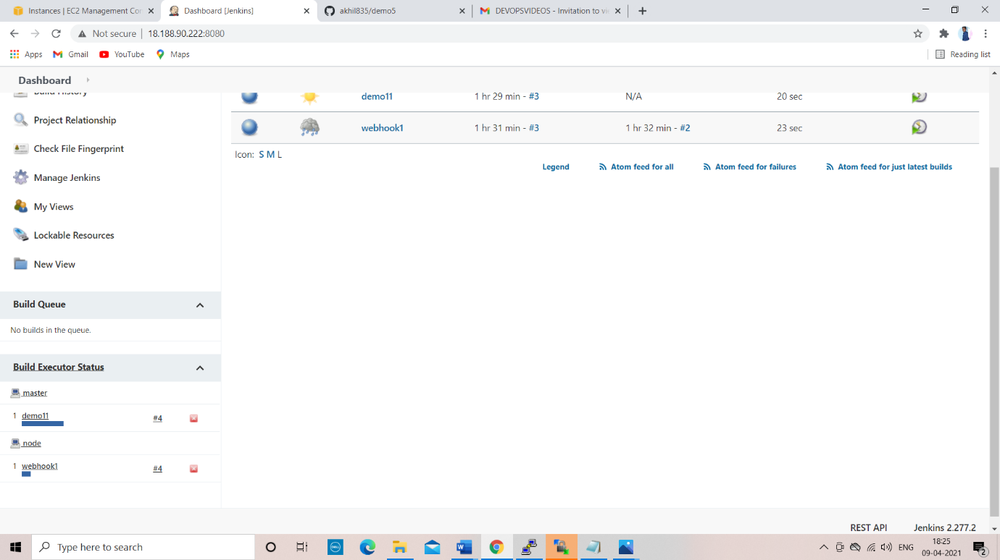 Instances | EC2 Management Con
Dashboard [Jenkins]
akhil835/demo5
DEVOPSVIDEOS - Invitation to vie
Not secure | 18.188.90.222:8080
Apps Gmail YouTube Maps Reading list
Dashboard
Build History
demo11 1 hr 29 min - #3 N/A 20 sec
Project Relationship
webhook1 1 hr 31 min - #3 1 hr 32 min - #2 23 sec
Check File Fingerprint
Icon: S M L
Legend Atom feed for all Atom feed for failures Atom feed for just latest builds
Manage Jenkins
My Views
Lockable Resources
New View
Build Queue
No builds in the queue.
Build Executor Status
master
1 demo11 #4
node
1 webhook1 #4
REST API Jenkins 2.277.2
Type here to search
ENG
18:25
09-04-2021
2